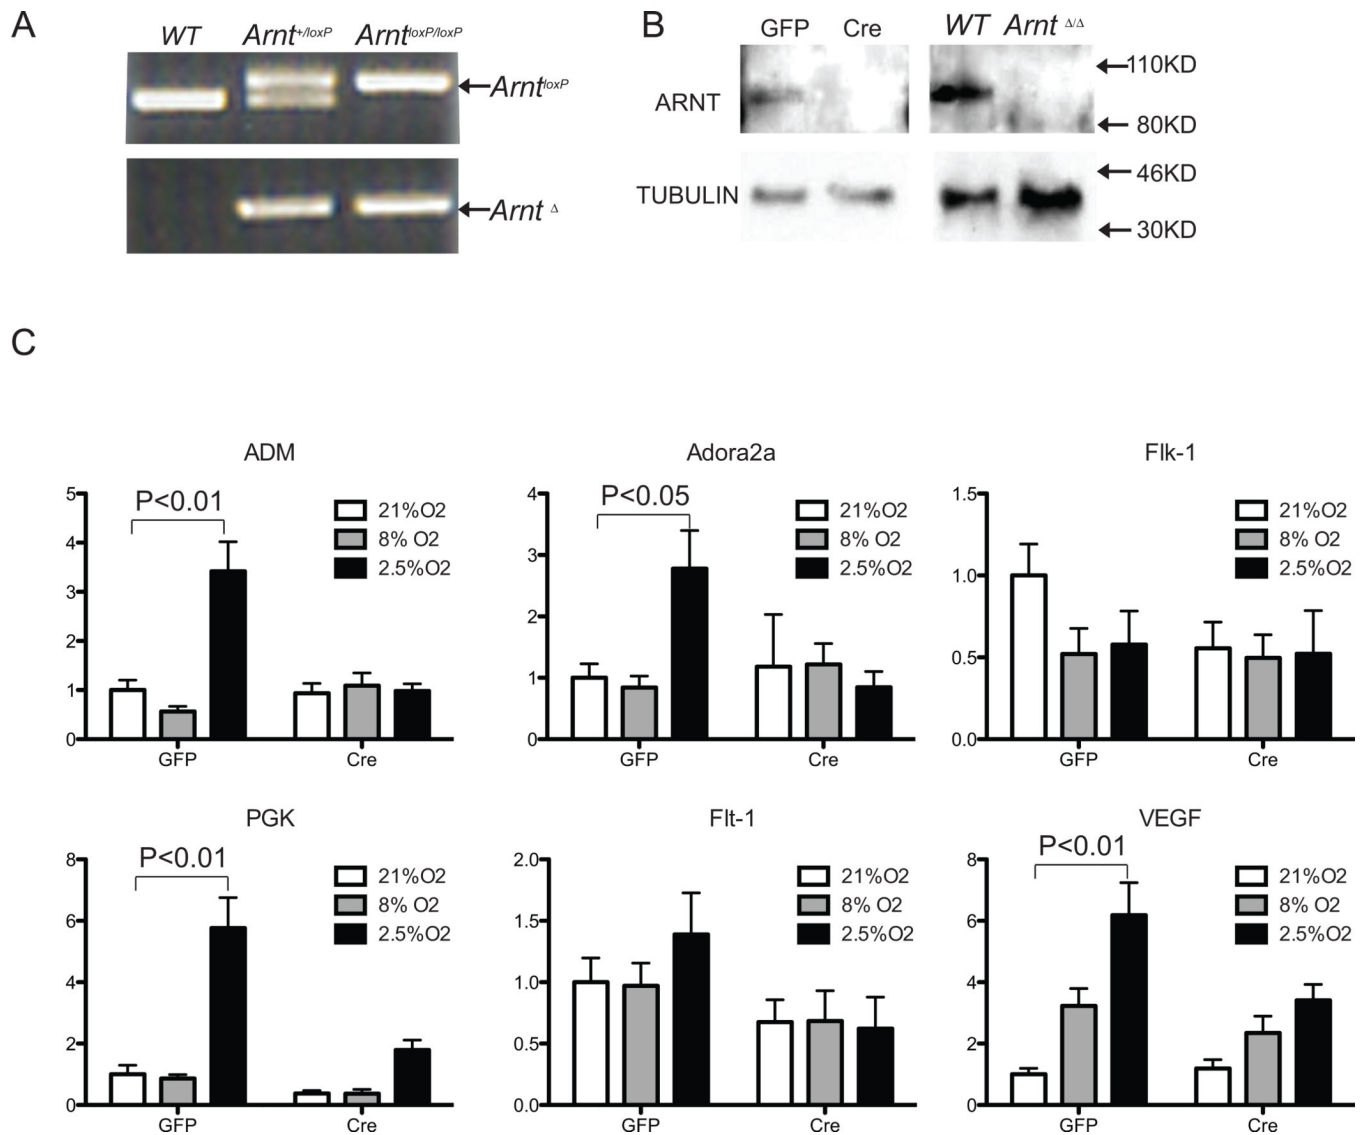 A
WT Arnt+/loxP ArntloxP/loxP
ArntloxP
Arnt Δ
B
GFP Cre WT Arnt Δ/Δ
110KD
ARNT
80KD
46KD
TUBULIN
30KD
C
ADM
P<0.01
21%O2
8% O2
2.5%O2
5
4
3
2
1
0
GFP Cre
Adora2a
P<0.05
21%O2
8% O2
2.5%O2
4
3
2
1
0
GFP Cre
Flk-1
21%O2
8% O2
2.5%O2
1.5
1.0
0.5
0.0
GFP Cre
PGK
P<0.01
21%O2
8% O2
2.5%O2
8
6
4
2
0
GFP Cre
Flt-1
21%O2
8% O2
2.5%O2
2.0
1.5
1.0
0.5
0.0
GFP Cre
VEGF
P<0.01
21%O2
8% O2
2.5%O2
8
6
4
2
0
GFP Cre